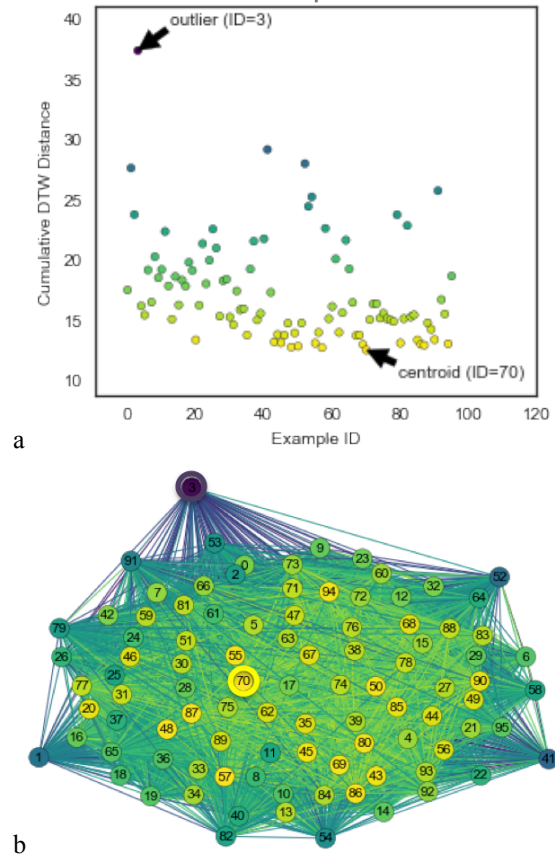 40
outlier (ID=3)
35
30
25
20
15
10
Cumulative DTW Distance
centroid (ID=70)
0 20 40 60 80 100 120
Example ID
a
3
53 9
91 0 73 23
2 60 52
7 66 71 94 72 12 32 64
42 59 81 61 47
79 5 76 68 88 83
24 51 63 38 15
26 46 30 55 67 78 29 6
25 70 17 74 50 90
77 31 28 27 49 58
20 75 62 85
37 87 35 39 44 21 95
16 48 89 80 4
1 65 36 11 45 56 41
18 33 57 8 69 43 93 22
19 34 10 84 86 92
40 13 14
82 54
b